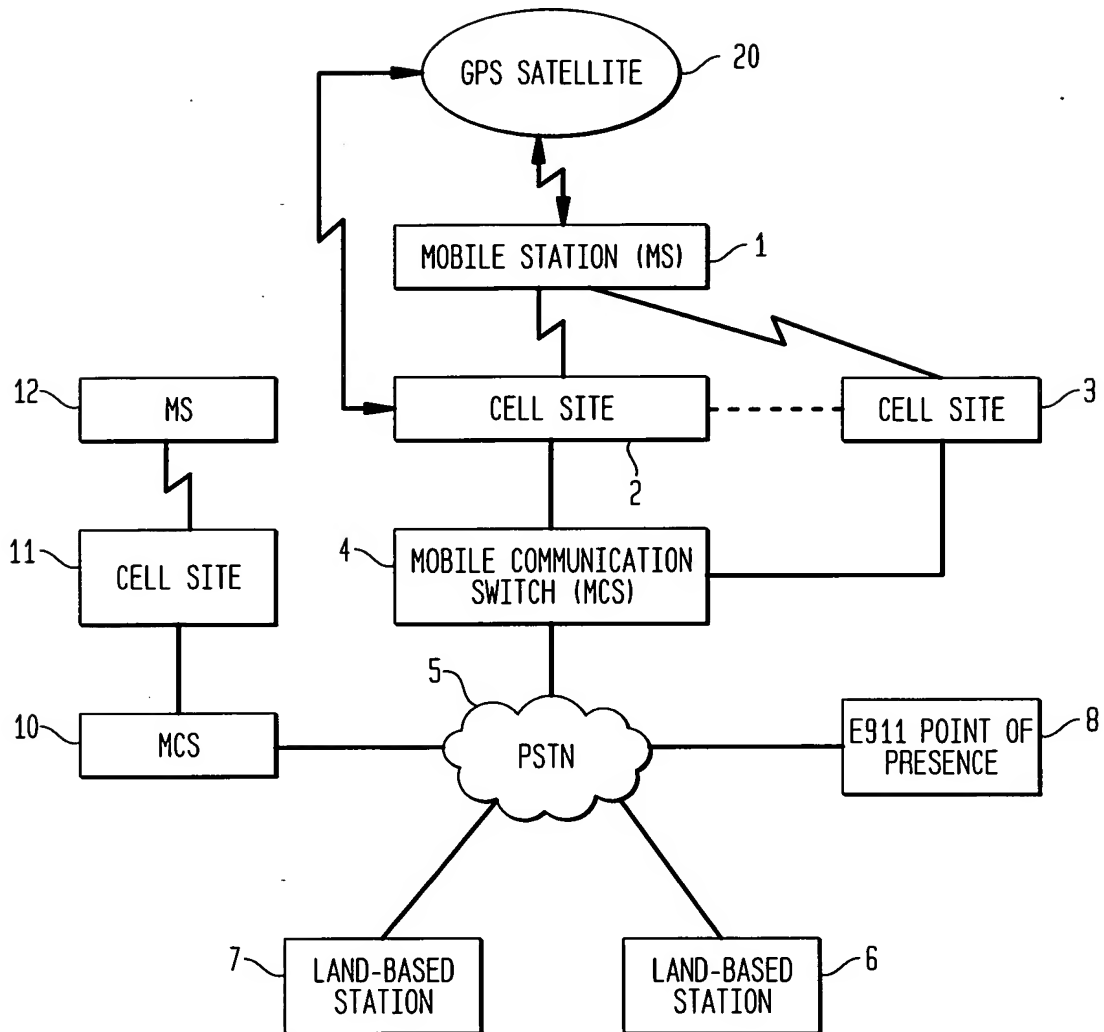 GPS SATELLITE
20
MOBILE STATION (MS)
1
12
MS
CELL SITE
2
CELL SITE
3
11
CELL SITE
4
MOBILE COMMUNICATION
SWITCH (MCS)
10
MCS
5
PSTN
E911 POINT OF
PRESENCE
8
7
LAND-BASED
STATION
LAND-BASED
STATION
6